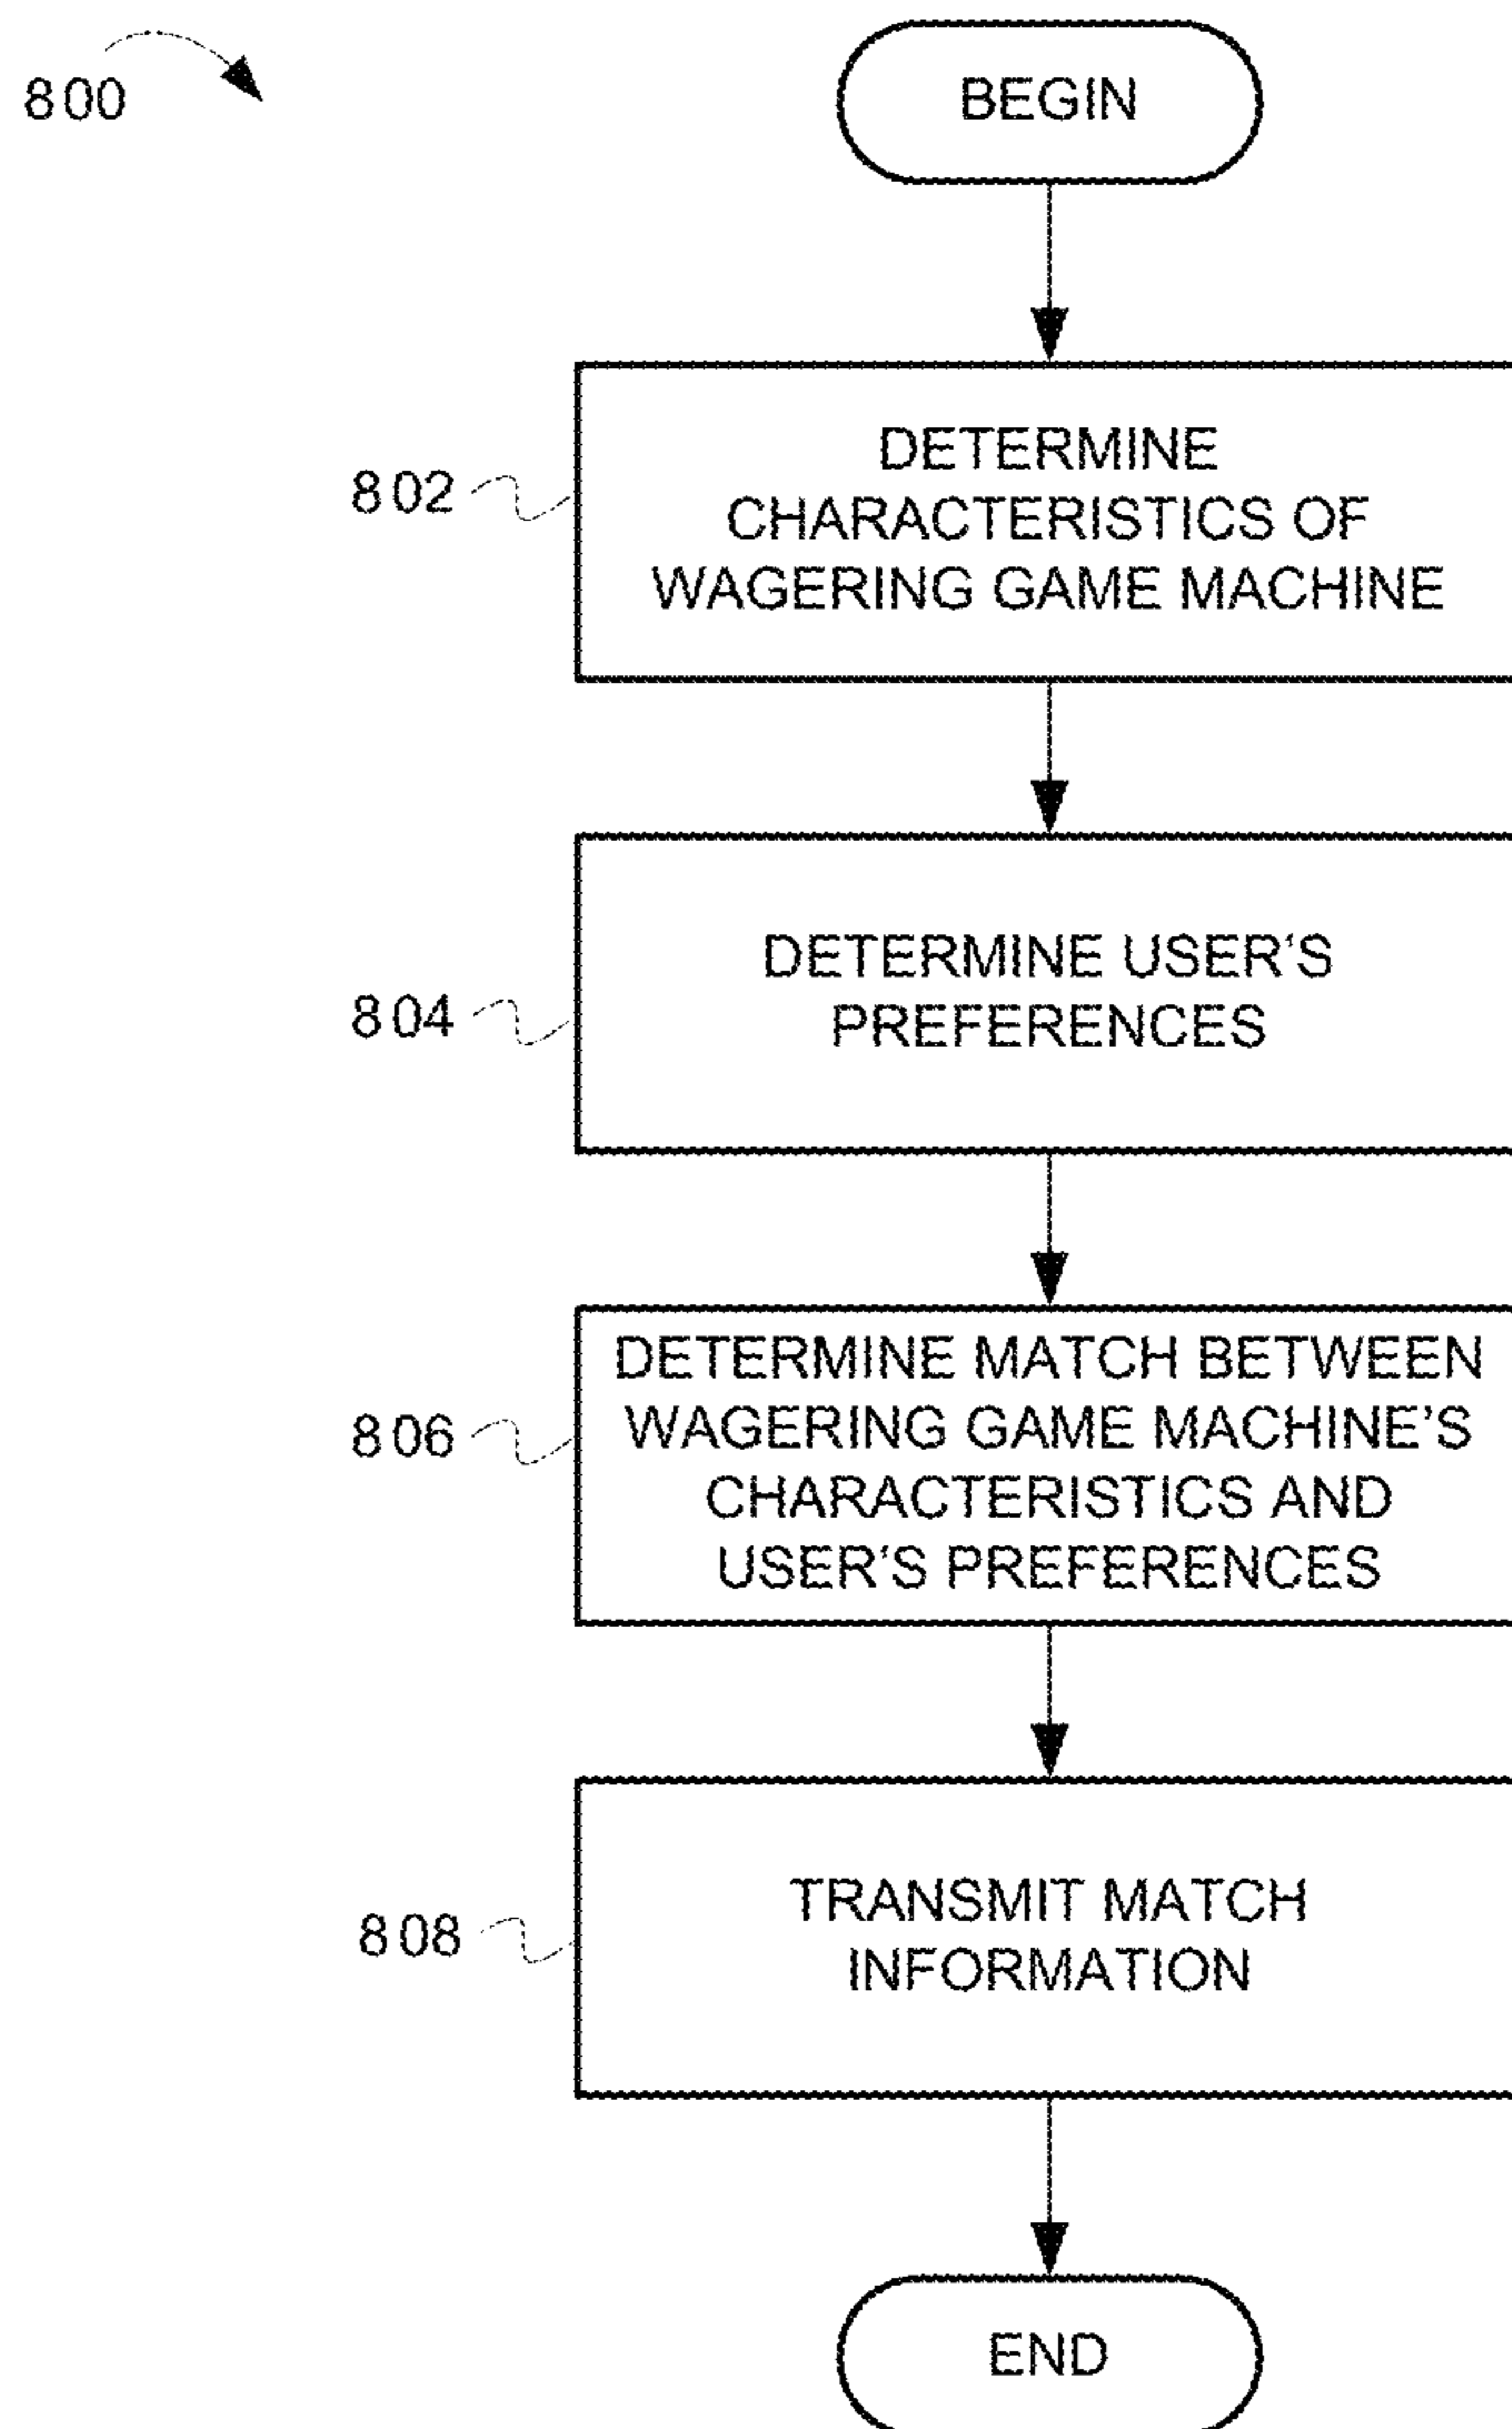 800
BEGIN
802
DETERMINE
CHARACTERISTICS OF
WAGERING GAME MACHINE
804
DETERMINE USER‘S
PREFERENCES
806
DETERMINE MATCH BETWEEN
WAGERING GAME MACHINE’S
CHARACTERISTICS AND
USER‘S PREFERENCES
808
TRANSMIT MATCH
INFORMATION
END